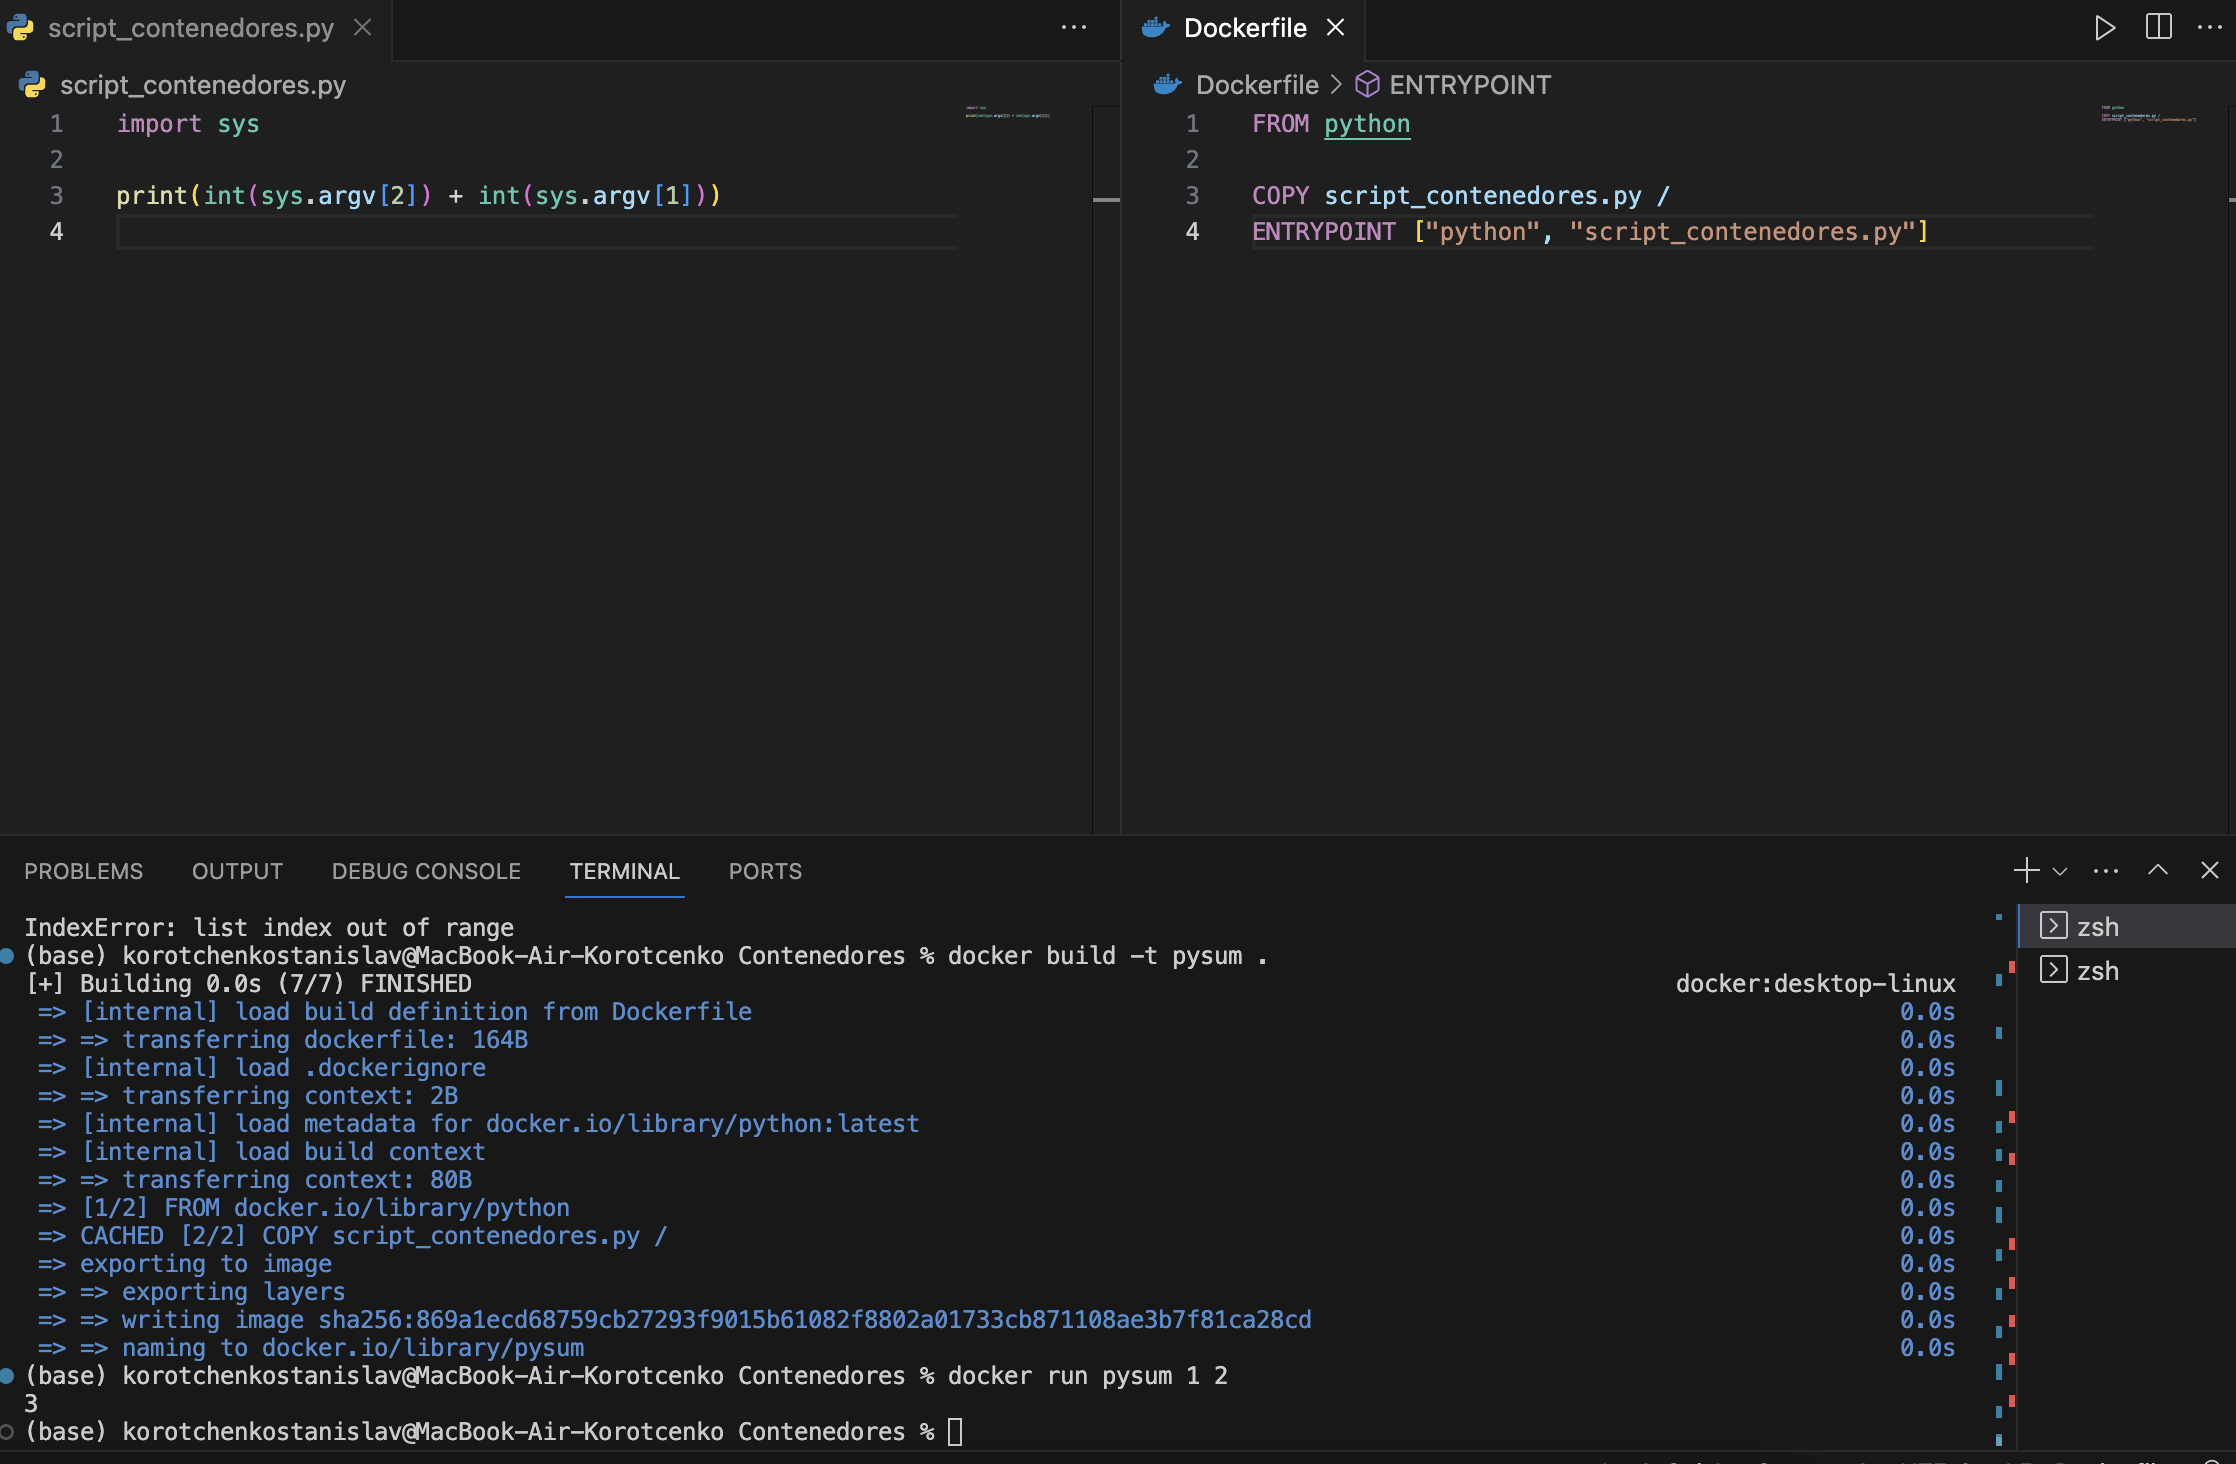 script_contenedores.py
script_contenedores.py
1 import sys
2
3 print(int(sys.argv[2]) + int(sys.argv[1]))
4
Dockerfile
Dockerfile > ENTRYPOINT
1 FROM python
2
3 COPY script_contenedores.py /
4 ENTRYPOINT ["python", "script_contenedores.py"]
PROBLEMS OUTPUT DEBUG CONSOLE TERMINAL PORTS
IndexError: list index out of range
(base) korotchenkostanislav@MacBook-Air-Korotcenko Contenedores % docker build -t pysum .
[+] Building 0.0s (7/7) FINISHED docker:desktop-linux
=> [internal] load build definition from Dockerfile 0.0s
=> => transferring dockerfile: 164B 0.0s
=> [internal] load .dockerignore 0.0s
=> => transferring context: 2B 0.0s
=> [internal] load metadata for docker.io/library/python:latest 0.0s
=> [internal] load build context 0.0s
=> => transferring context: 80B 0.0s
=> [1/2] FROM docker.io/library/python 0.0s
=> CACHED [2/2] COPY script_contenedores.py / 0.0s
=> exporting to image 0.0s
=> => exporting layers 0.0s
=> => writing image sha256:869a1ecd68759cb27293f9015b61082f8802a01733cb871108ae3b7f81ca28cd 0.0s
=> => naming to docker.io/library/pysum 0.0s
(base) korotchenkostanislav@MacBook-Air-Korotcenko Contenedores % docker run pysum 1 2
3
(base) korotchenkostanislav@MacBook-Air-Korotcenko Contenedores %
zsh
zsh